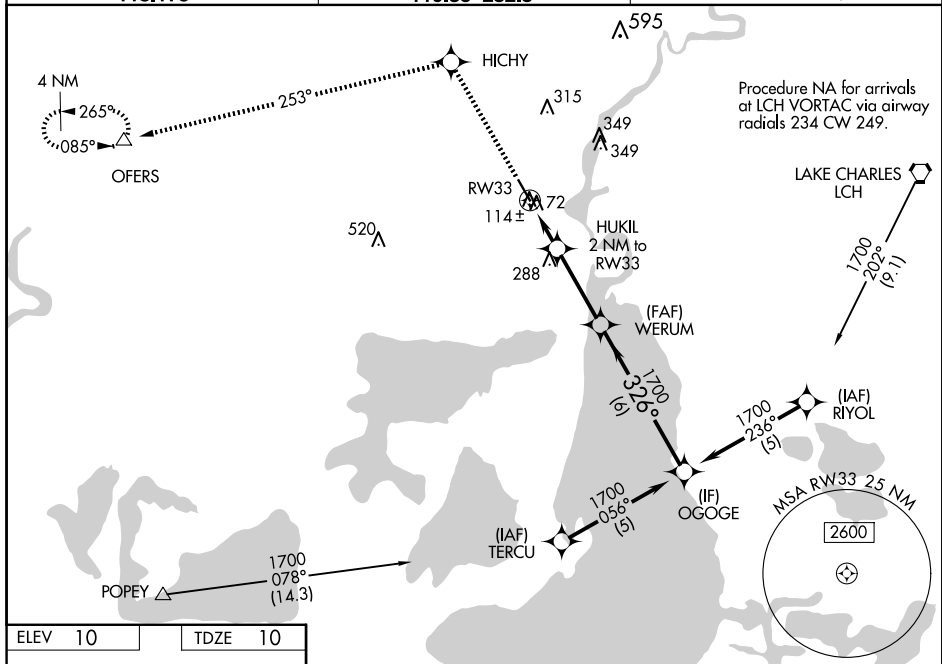 595
HICHY
4 NM
265°
085°
253°
OFERS
315
349
349
Procedure NA for arrivals
at LCH VORTAC via airway
radials 234 CW 249.
LAKE CHARLES
LCH
RW33
72
114±
520
HUKIL
2 NM to
RW33
288
1700
202°
(9.1)
(FAF)
WERUM
1700
326°
(6)
(IAF)
RIYOL
1700
236°
(5)
(IF)
OGOGE
1700
056°
(5)
(IAF)
TERCU
MSA RW33 25 NM
2600
1700
078°
(14.3)
POPEY
ELEV 10
TDZE 10